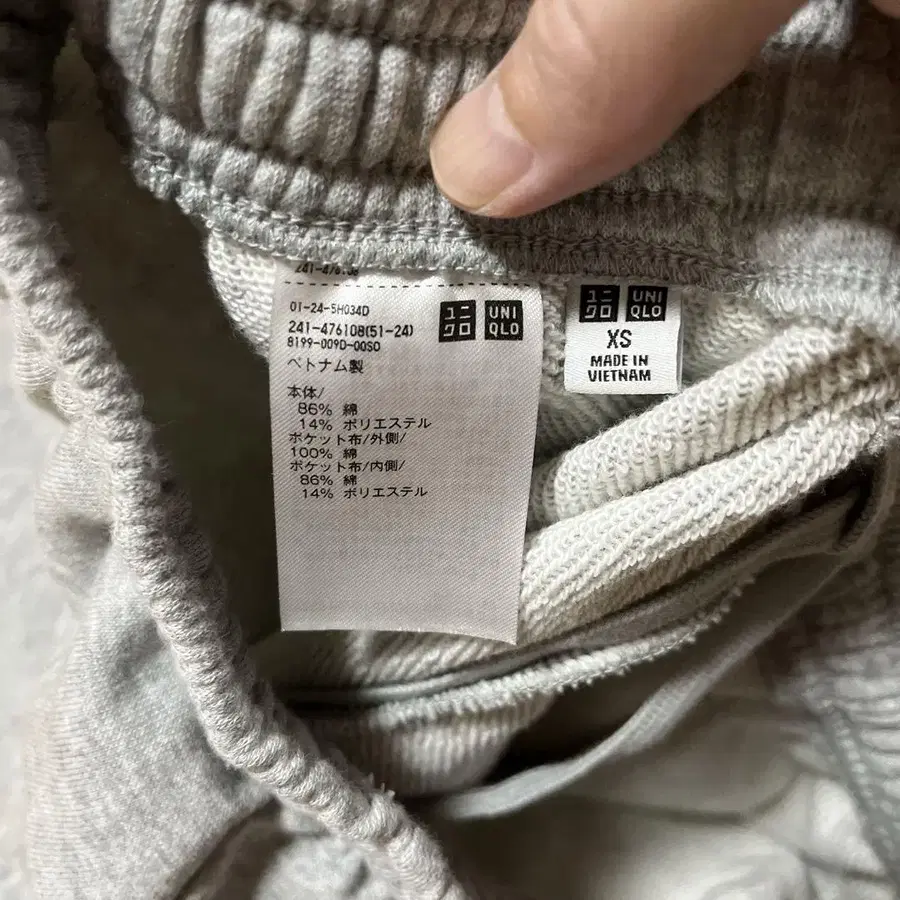 241-476108
01-24-5H034D
241-476108(51-24)
8199-009D-00SO
ベトナム製
本体/
86% 綿
14% ポリエステル
ポケット布/外側/
100% 綿
ポケット布/内側/
86% 綿
14% ポリエステル
ユニ UNI
クロ QLO
ユニ UNI
クロ QLO
XS
MADE IN
VIETNAM